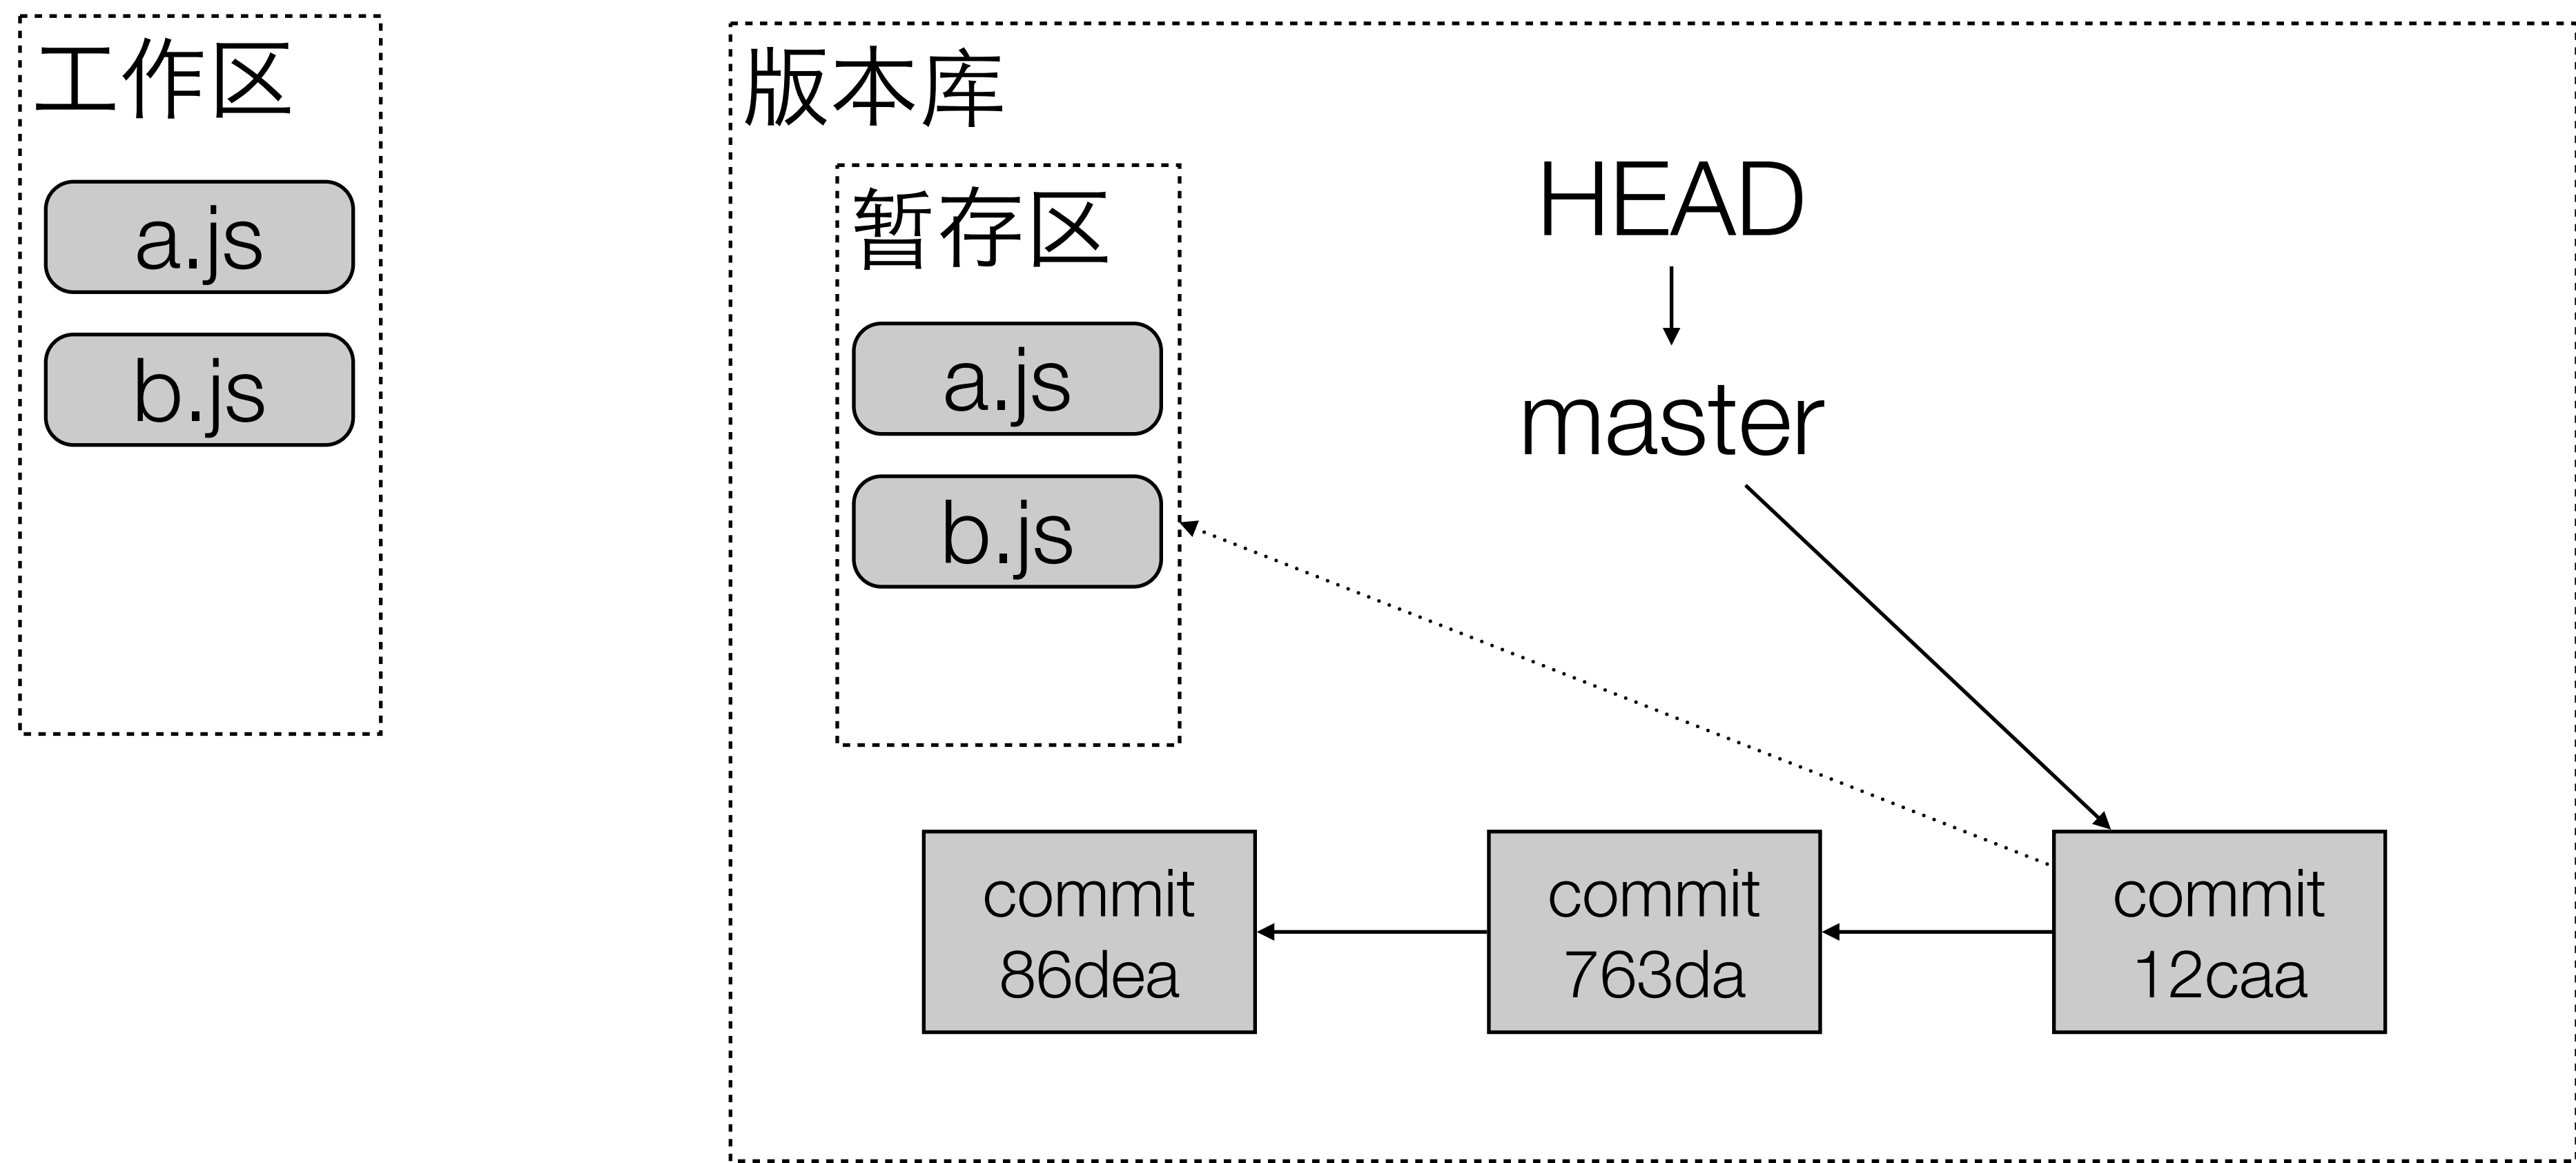 工作区
a.js
b.js
版本库
暂存区
a.js
b.js
HEAD
master
commit
86dea
commit
763da
commit
12caa